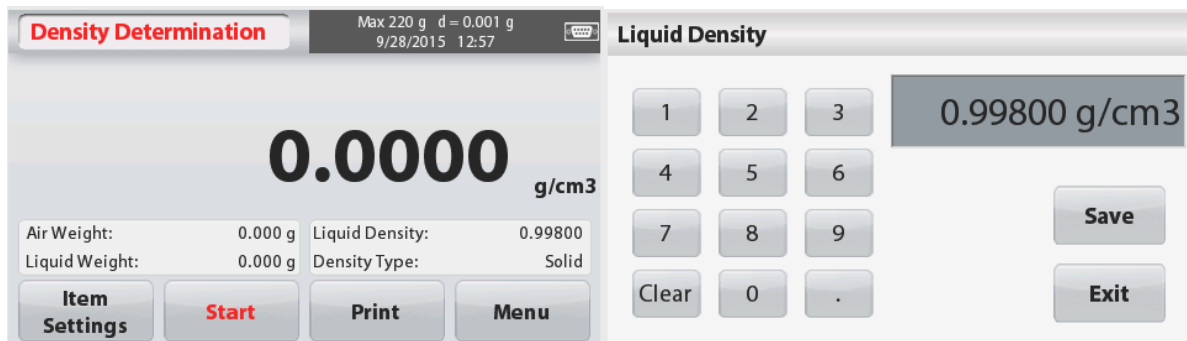 Density Determination
Max 220 g d = 0.001 g
9/28/2015 12:57
0.0000
g/cm3
Air Weight: 0.000 g Liquid Density: 0.99800
Liquid Weight: 0.000 g Density Type: Solid
Item
Settings
Start
Print
Menu
Liquid Density
0.99800 g/cm3
1 2 3
4 5 6
7 8 9
Clear 0 .
Save
Exit